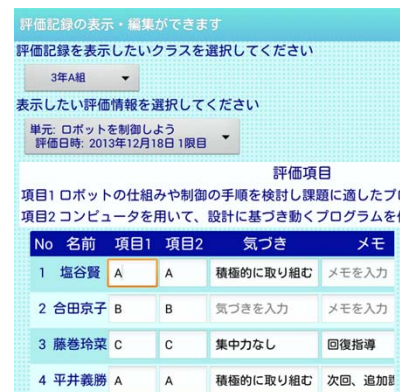 評価記録の表示・編集ができます
評価記録を表示したいクラスを選択してください
3年A組
表示したい評価情報を選択してください
単元: ロボットを制御しよう
評価日時: 2013年12月18日 1限目
評価項目
項目1 ロボットの仕組みや制御の手順を検討し課題に適したプ
項目2 コンピュータを用いて、設計に基づき働くプログラムを
No 名前 項目1 項目2 気づき メモ
1 塩谷賢 A A 積極的に取り組む メモを入力
2 合田京子 B B 気づきを入力 メモを入力
3 藤巻玲菜 C C 集中力なし 回復指導
4 平井義勝 A A 積極的に取り組む 次回、追加